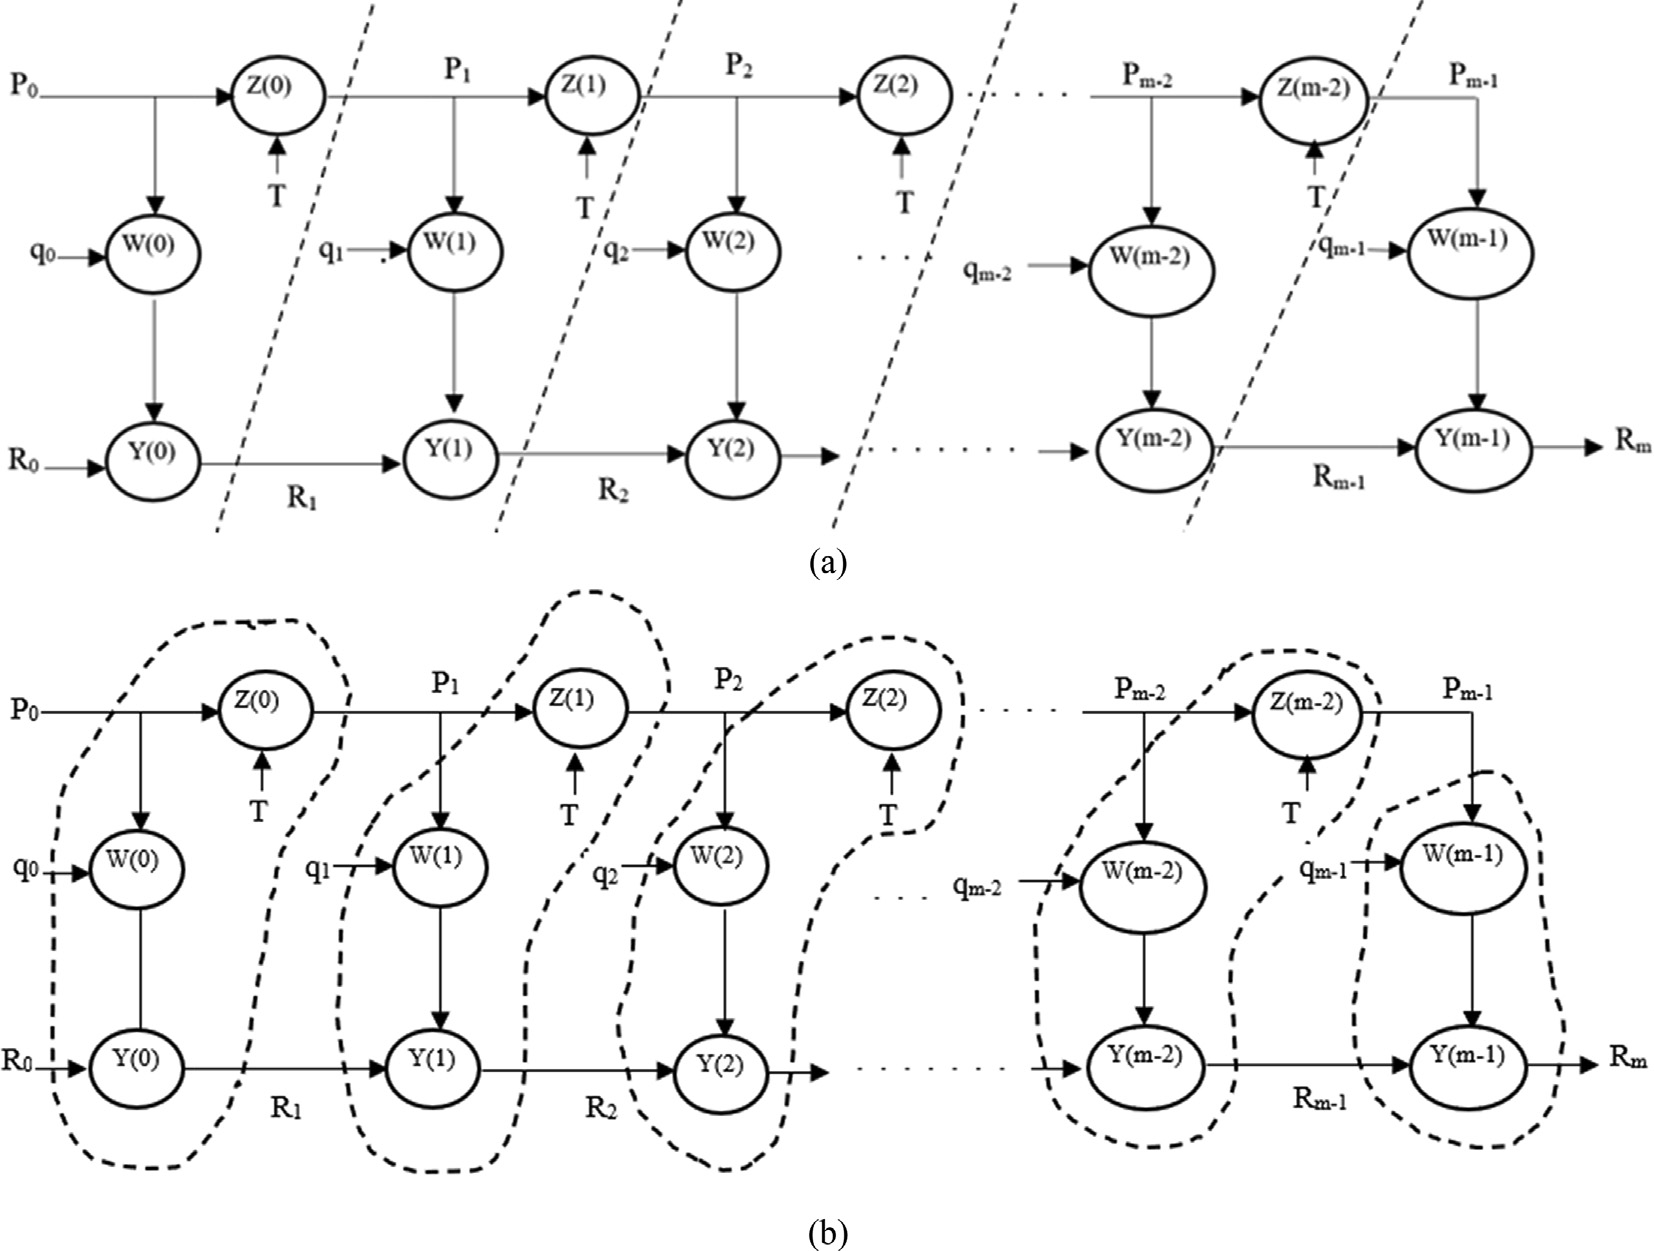 P₀ Z(0) P₁ Z(1) P₂ Z(2) Pₘ₋₂ Z(m-2) Pₘ₋₁
T T T T
q₀ W(0) q₁ W(1) q₂ W(2) qₘ₋₂ W(m-2) qₘ₋₁ W(m-1)
R₀ Y(0) Y(1) Y(2) Y(m-2) Y(m-1) Rₘ
R₁ R₂ Rₘ₋₁
(a)
P₀ Z(0) P₁ Z(1) P₂ Z(2) Pₘ₋₂ Z(m-2) Pₘ₋₁
T T T T
q₀ W(0) q₁ W(1) q₂ W(2) qₘ₋₂ W(m-2) qₘ₋₁ W(m-1)
R₀ Y(0) Y(1) Y(2) Y(m-2) Y(m-1) Rₘ
R₁ R₂ Rₘ₋₁
(b)